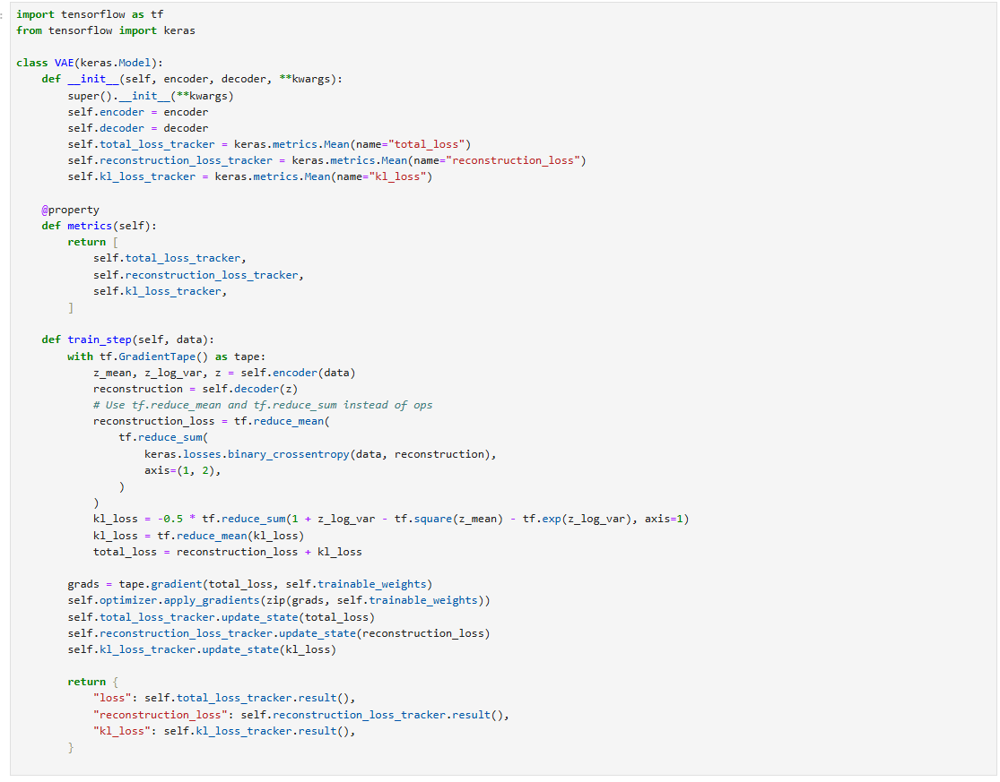 import tensorflow as tf
from tensorflow import keras

class VAE(keras.Model):
    def __init__(self, encoder, decoder, **kwargs):
        super().__init__(**kwargs)
        self.encoder = encoder
        self.decoder = decoder
        self.total_loss_tracker = keras.metrics.Mean(name="total_loss")
        self.reconstruction_loss_tracker = keras.metrics.Mean(name="reconstruction_loss")
        self.kl_loss_tracker = keras.metrics.Mean(name="kl_loss")

    @property
    def metrics(self):
        return [
            self.total_loss_tracker,
            self.reconstruction_loss_tracker,
            self.kl_loss_tracker,
        ]

    def train_step(self, data):
        with tf.GradientTape() as tape:
            z_mean, z_log_var, z = self.encoder(data)
            reconstruction = self.decoder(z)
            # Use tf.reduce_mean and tf.reduce_sum instead of ops
            reconstruction_loss = tf.reduce_mean(
                tf.reduce_sum(
                    keras.losses.binary_crossentropy(data, reconstruction),
                    axis=(1, 2),
                )
            )
            kl_loss = -0.5 * tf.reduce_sum(1 + z_log_var - tf.square(z_mean) - tf.exp(z_log_var), axis=1)
            kl_loss = tf.reduce_mean(kl_loss)
            total_loss = reconstruction_loss + kl_loss

        grads = tape.gradient(total_loss, self.trainable_weights)
        self.optimizer.apply_gradients(zip(grads, self.trainable_weights))
        self.total_loss_tracker.update_state(total_loss)
        self.reconstruction_loss_tracker.update_state(reconstruction_loss)
        self.kl_loss_tracker.update_state(kl_loss)

        return {
            "loss": self.total_loss_tracker.result(),
            "reconstruction_loss": self.reconstruction_loss_tracker.result(),
            "kl_loss": self.kl_loss_tracker.result(),
        }